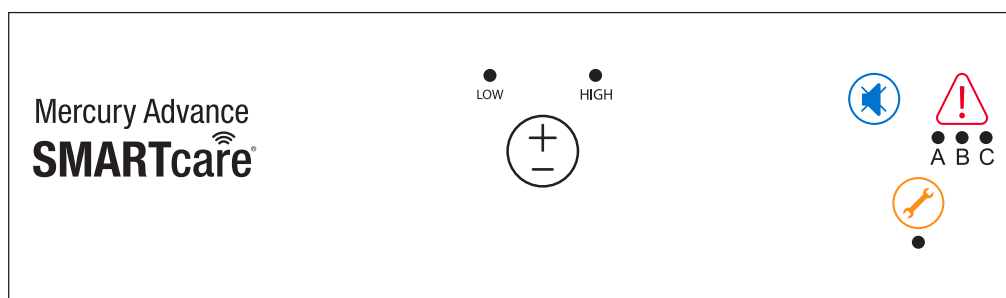 Mercury Advance
SMARTcare®
LOW HIGH
+
−
A B C